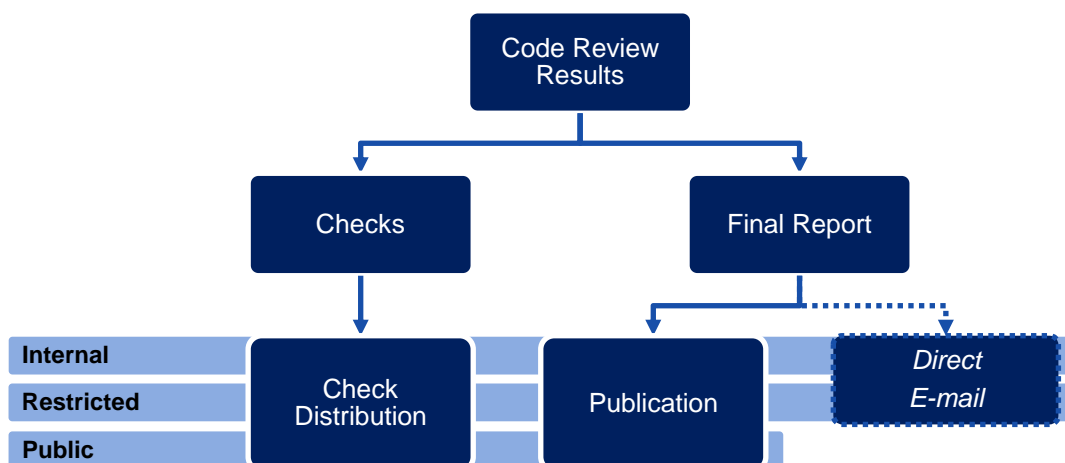 Code Review
Results
Checks
Final Report
Internal
Restricted
Public
Check
Distribution
Publication
Direct
E-mail